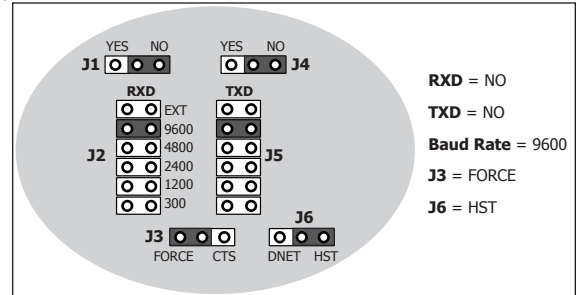 YES NO
J1
YES NO
J4
RXD
TXD
EXT
9600
4800
2400
1200
300
J2
J5
J3
FORCE CTS
J6
DNET HST
RXD = NO
TXD = NO
Baud Rate = 9600
J3 = FORCE
J6 = HST